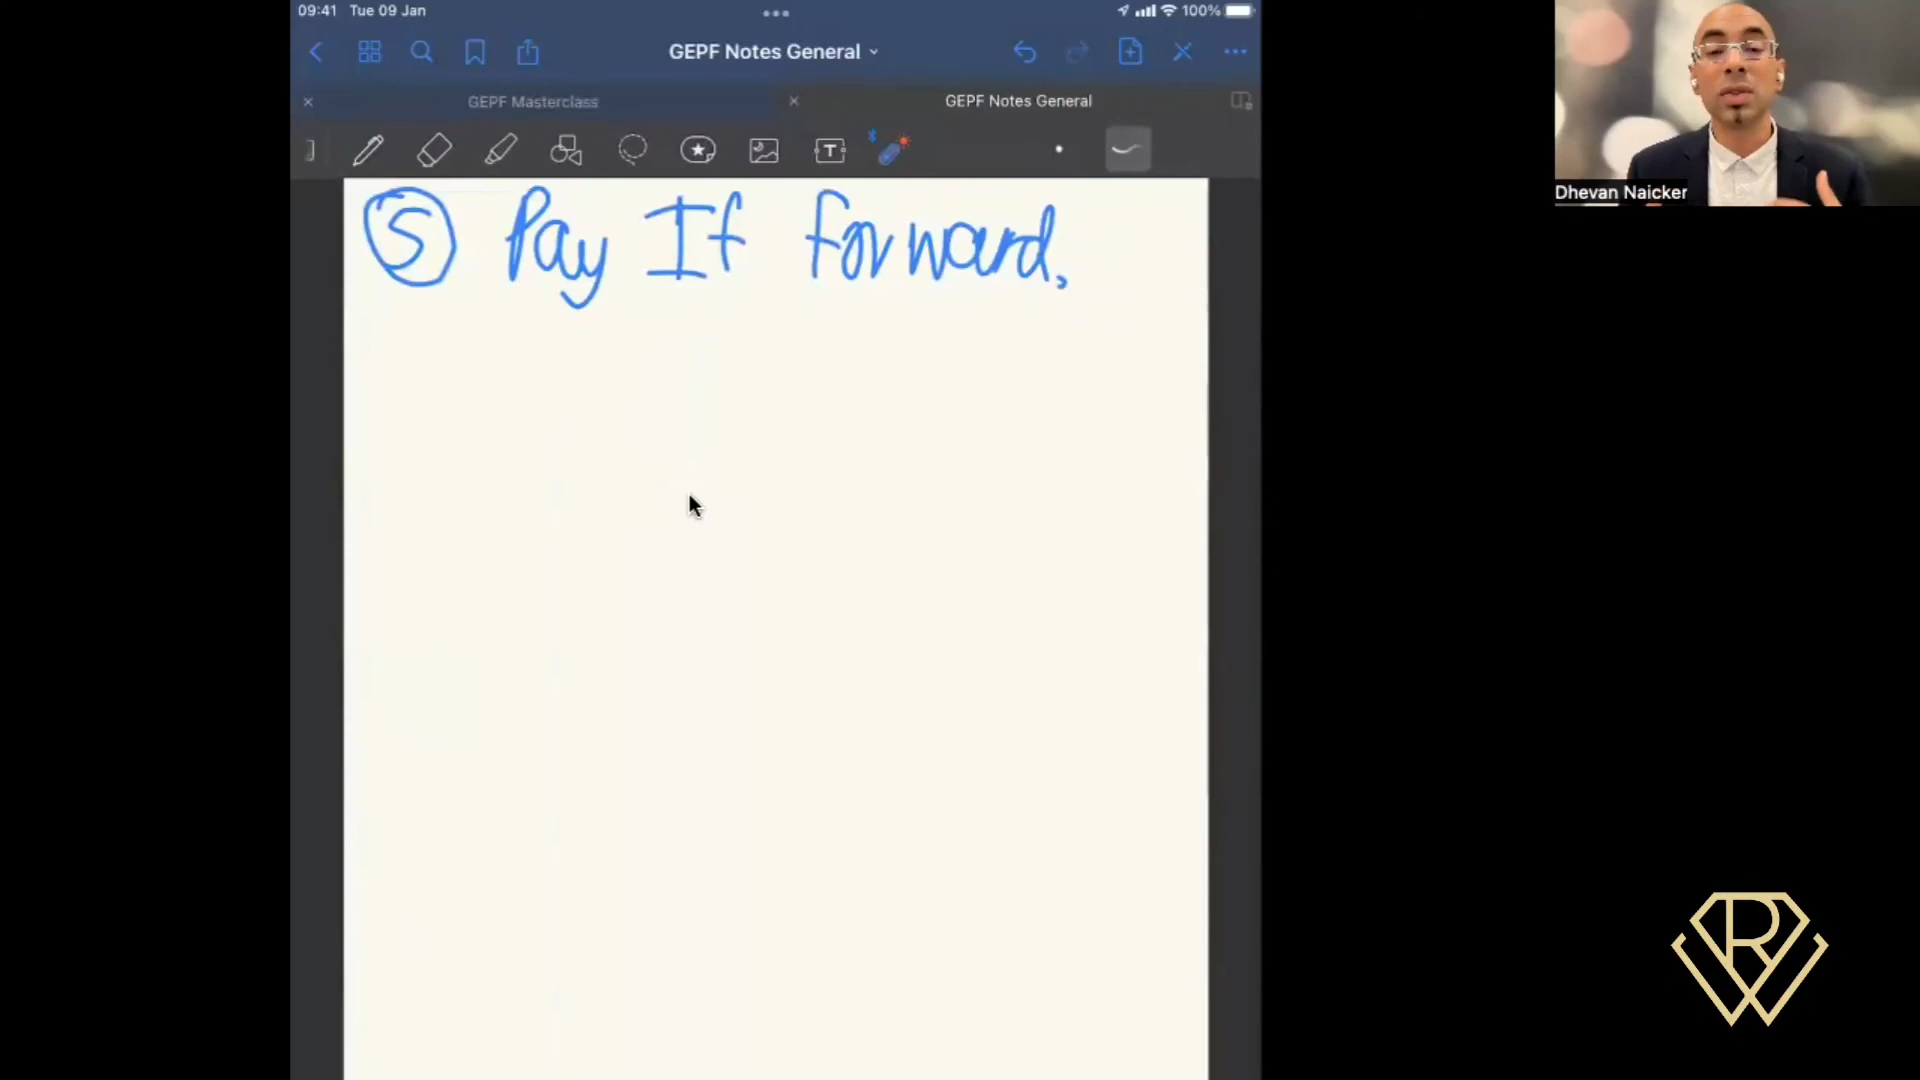 09:41 Tue 09 Jan
100%
GEPF Notes General
GEPF Masterclass
GEPF Notes General
T
Dhevan Naicker
5 Pay It forward.
RW